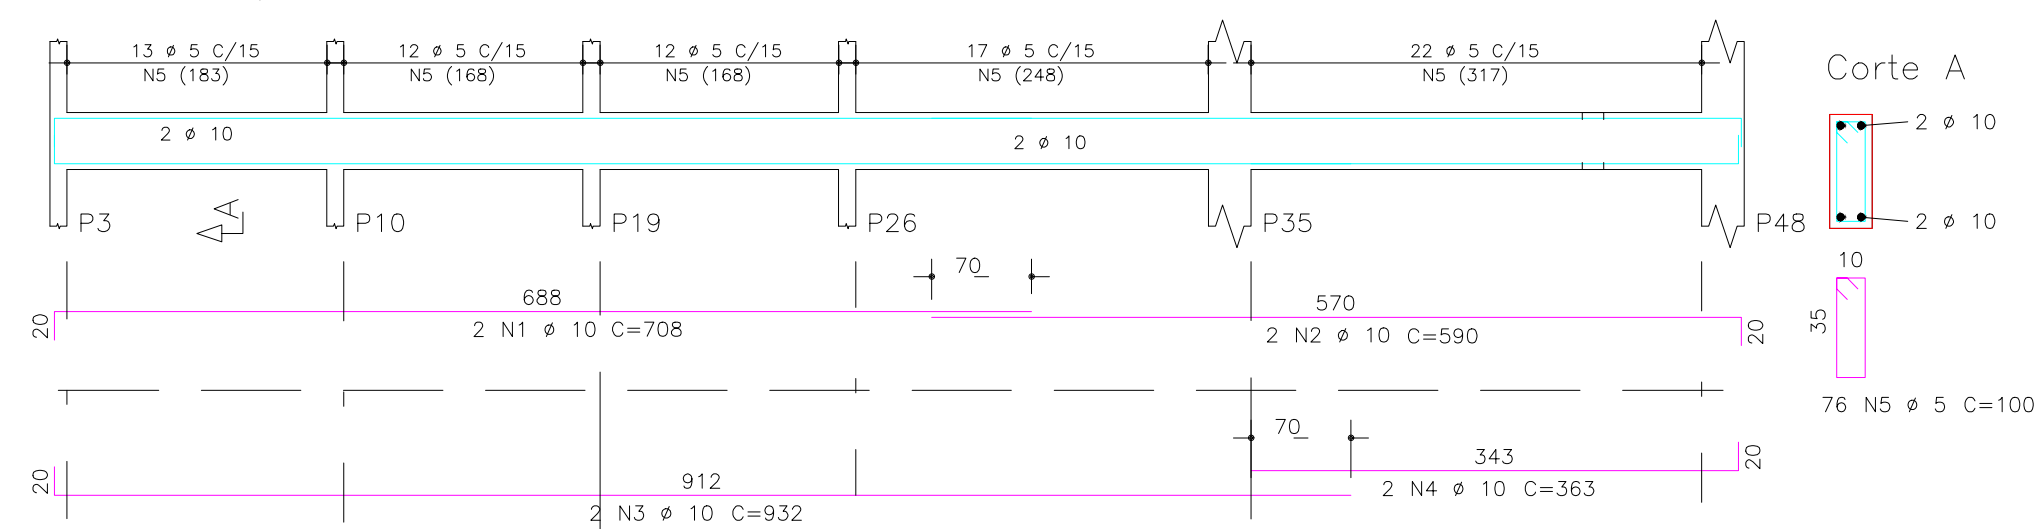 13 ø 5 C/15
N5 (183)
12 ø 5 C/15
N5 (168)
12 ø 5 C/15
N5 (168)
17 ø 5 C/15
N5 (248)
22 ø 5 C/15
N5 (317)
Corte A
2 ø 10
2 ø 10
2 ø 10
2 ø 10
A
P3
P10
P19
P26
P35
P48
10
35
76 N5 ø 5 C=100
70
688
20
2 N1 ø 10 C=708
570
2 N2 ø 10 C=590
20
70
343
20
2 N4 ø 10 C=363
20
912
2 N3 ø 10 C=932